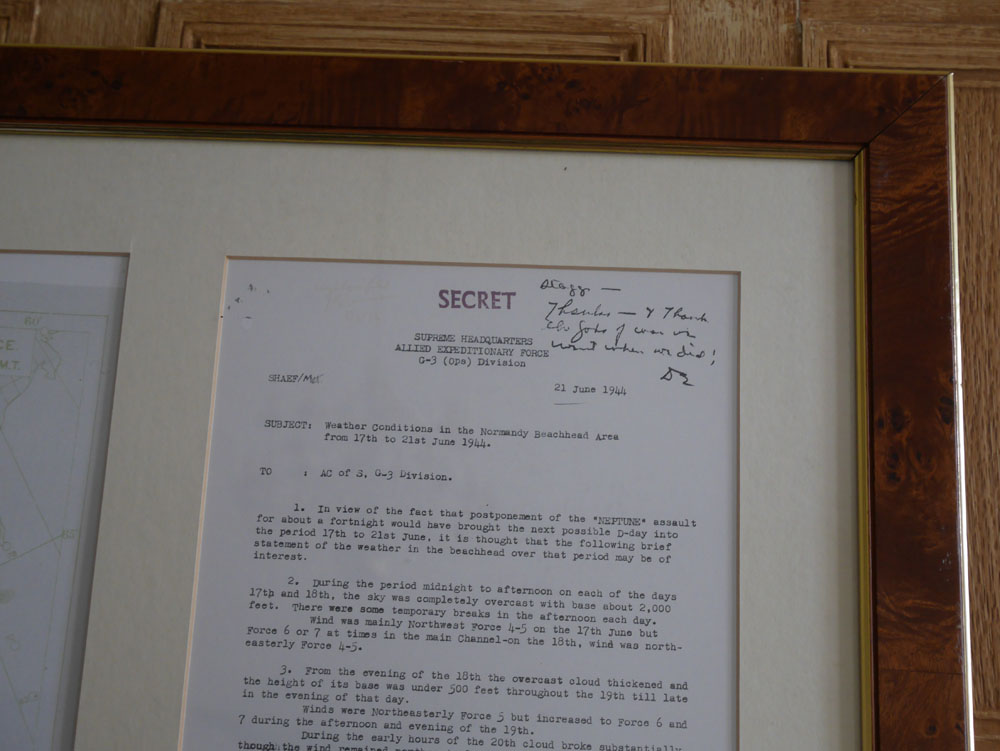 SECRET
Stagg —
Thanks — & thank
the Gods of war we
went when we did!
DE
SUPREME HEADQUARTERS
ALLIED EXPEDITIONARY FORCE
G-3 (Ops) Division
SHAEF/Met
21 June 1944
SUBJECT: Weather Conditions in the Normandy Beachhead Area
from 17th to 21st June 1944.
TO : AC of S, G-3 Division.
1. In view of the fact that postponement of the "NEPTUNE" assault
for about a fortnight would have brought the next possible D-day into
the period 17th to 21st June, it is thought that the following brief
statement of the weather in the beachhead over that period may be of
interest.
2. During the period midnight to afternoon on each of the days
17th and 18th, the sky was completely overcast with base about 2,000
feet. There were some temporary breaks in the afternoon each day.
Wind was mainly Northwest Force 4-5 on the 17th June but
Force 6 or 7 at times in the main Channel-on the 18th, wind was north-
easterly Force 4-5.
3. From the evening of the 18th the overcast cloud thickened and
the height of its base was under 500 feet throughout the 19th till late
in the evening of that day.
Winds were Northeasterly Force 5 but increased to Force 6 and
7 during the afternoon and evening of the 19th.
During the early hours of the 20th cloud broke substantially
though the wind remained
CE.
M.T.